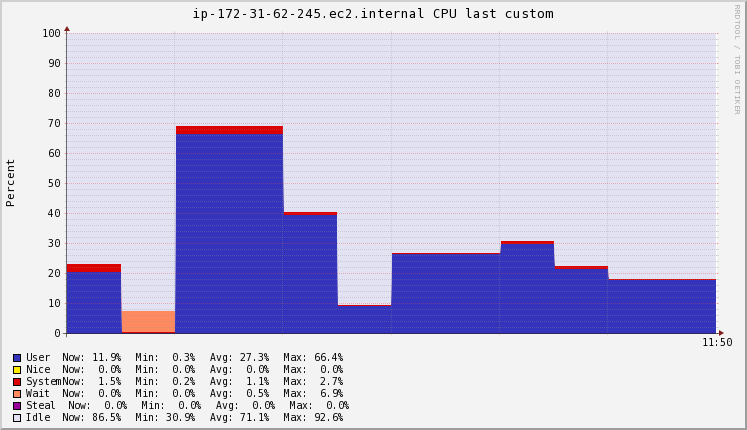 ip-172-31-62-245.ec2.internal CPU last custom
RRDTOOL / TOBI OETIKER
Percent
100
90
80
70
60
50
40
30
20
10
0
11:50
User Now: 11.9% Min: 0.3% Avg: 27.3% Max: 66.4%
Nice Now: 0.0% Min: 0.0% Avg: 0.0% Max: 0.0%
System Now: 1.5% Min: 0.2% Avg: 1.1% Max: 2.7%
Wait Now: 0.0% Min: 0.0% Avg: 0.5% Max: 6.9%
Steal Now: 0.0% Min: 0.0% Avg: 0.0% Max: 0.0%
Idle Now: 86.5% Min: 30.9% Avg: 71.1% Max: 92.6%